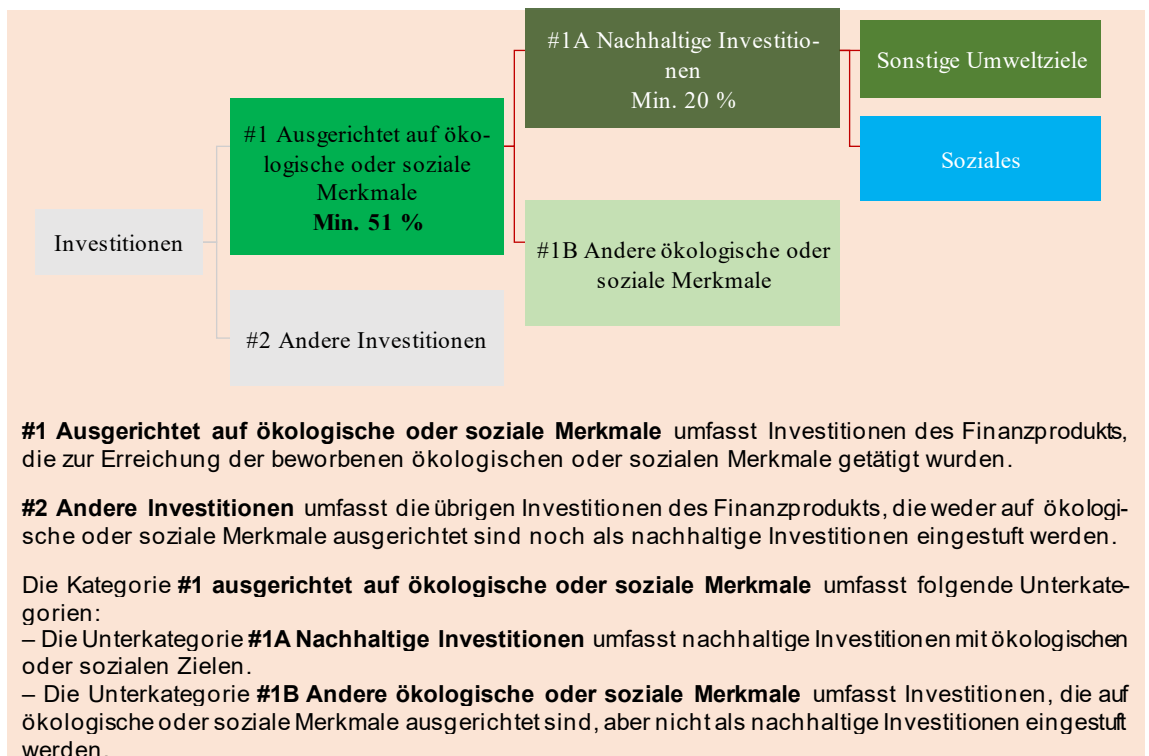 #1A Nachhaltige Investitio-
nen
Min. 20 %
Sonstige Umweltziele
#1 Ausgerichtet auf öko-
logische oder soziale
Merkmale
Min. 51 %
Soziales
Investitionen
#1B Andere ökologische oder
soziale Merkmale
#2 Andere Investitionen
#1 Ausgerichtet auf ökologische oder soziale Merkmale umfasst Investitionen des Finanzprodukts,
die zur Erreichung der beworbenen ökologischen oder sozialen Merkmale getätigt wurden.
#2 Andere Investitionen umfasst die übrigen Investitionen des Finanzprodukts, die weder auf ökologi-
sche oder soziale Merkmale ausgerichtet sind noch als nachhaltige Investitionen eingestuft werden.
Die Kategorie #1 ausgerichtet auf ökologische oder soziale Merkmale umfasst folgende Unterkate-
gorien:
– Die Unterkategorie #1A Nachhaltige Investitionen umfasst nachhaltige Investitionen mit ökologischen
oder sozialen Zielen.
– Die Unterkategorie #1B Andere ökologische oder soziale Merkmale umfasst Investitionen, die auf
ökologische oder soziale Merkmale ausgerichtet sind, aber nicht als nachhaltige Investitionen eingestuft
werden.